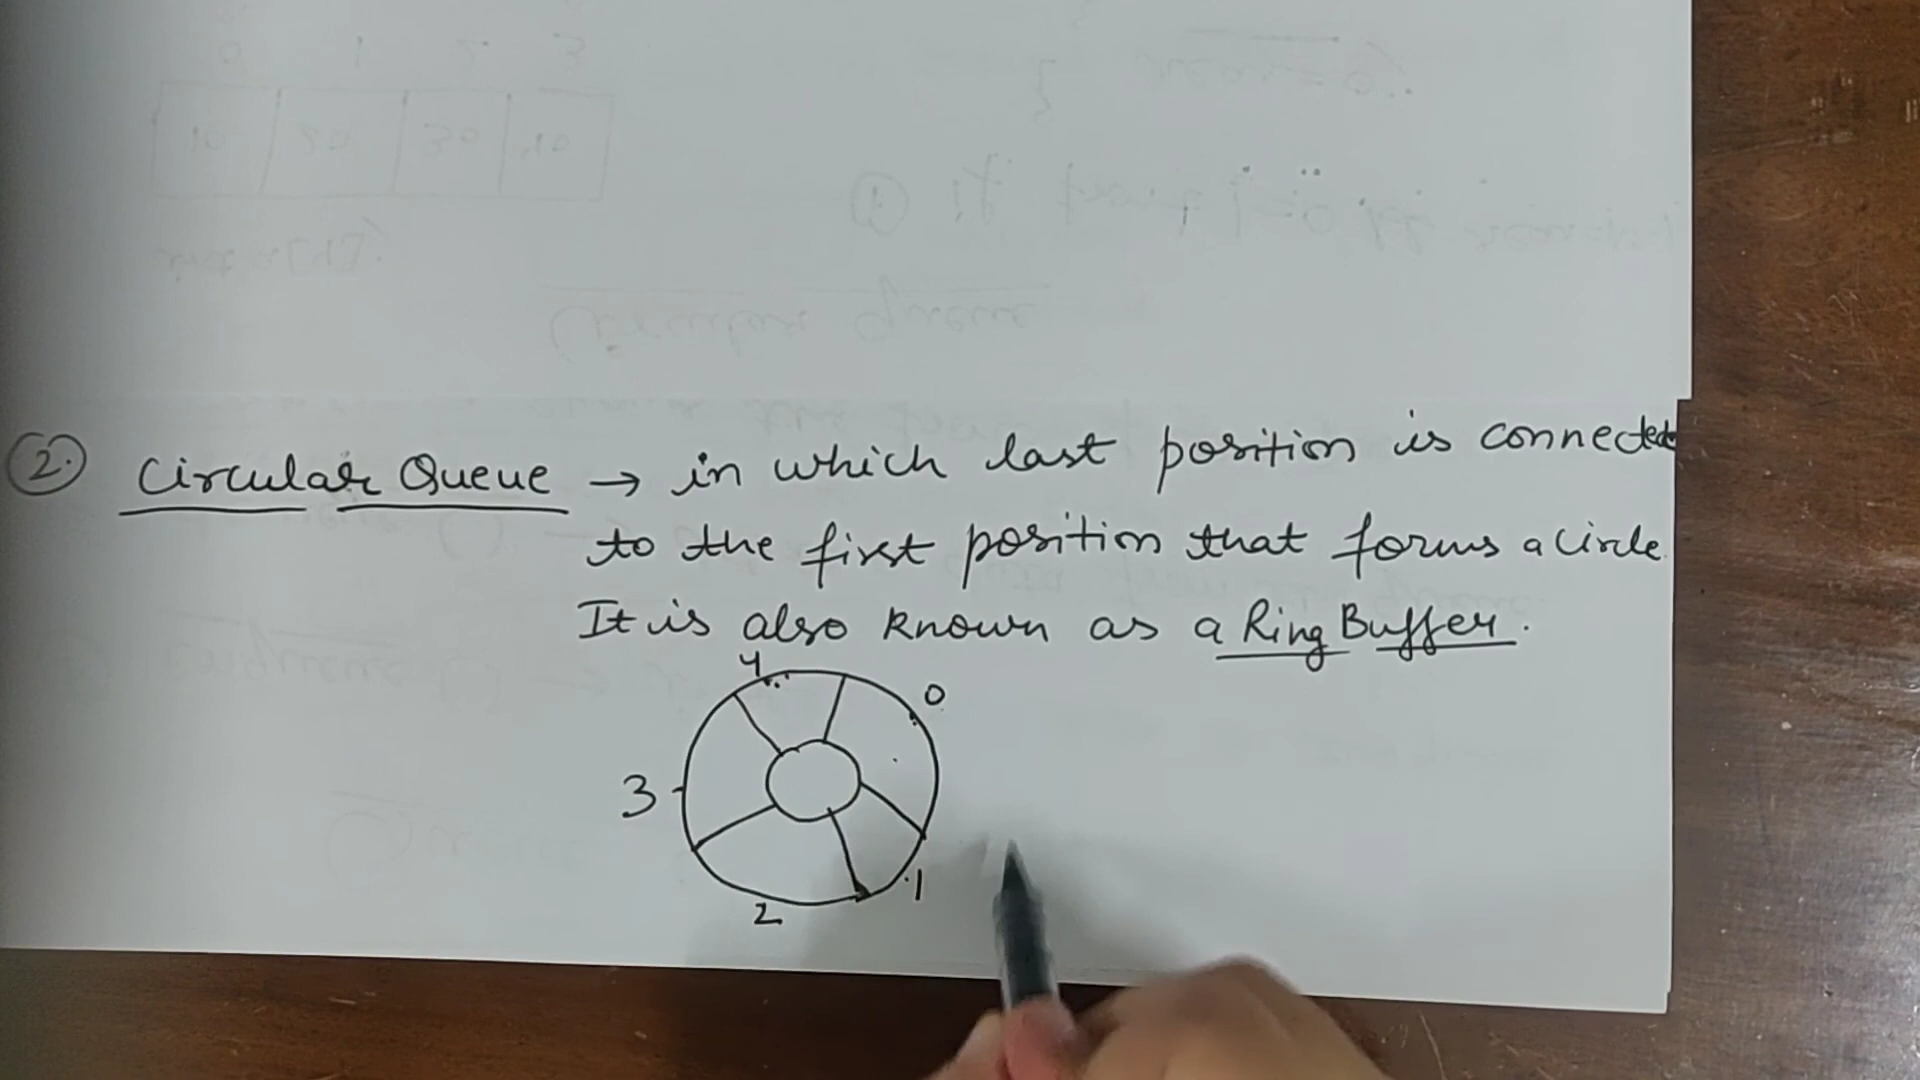 2. Circular Queue → in which last position is connected
to the first position that forms a circle
It is also known as a Ring Buffer.
4
0
3
1
2